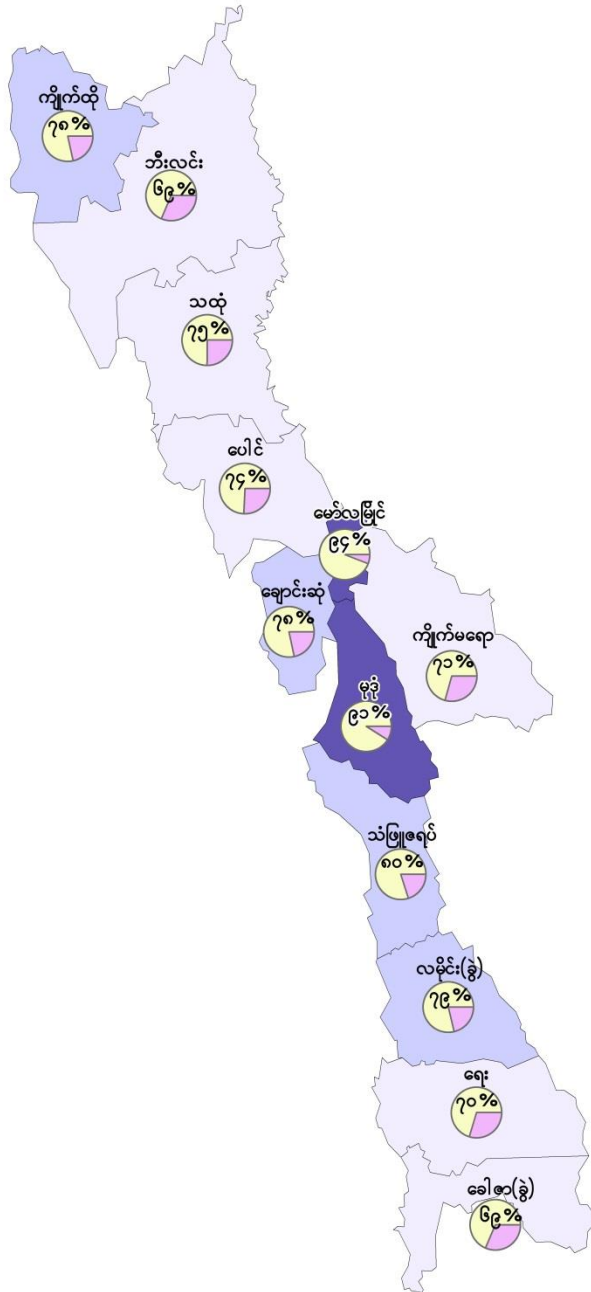 ကျိုက်ထို
၇၈%
ဘီးလင်း
၆၉%
သထုံ
၇၅%
ပေါင်
၇၄%
မော်လမြိုင်
၉၄%
ချောင်းဆုံ
၇၈%
ကျိုက်မရော
၇၁%
မုဒုံ
၉၁%
သံဖြူဇရပ်
၈၀%
လမိုင်း(ခွဲ)
၇၉%
ရေး
၇၀%
ခေါဇာ(ခွဲ)
၆၉%